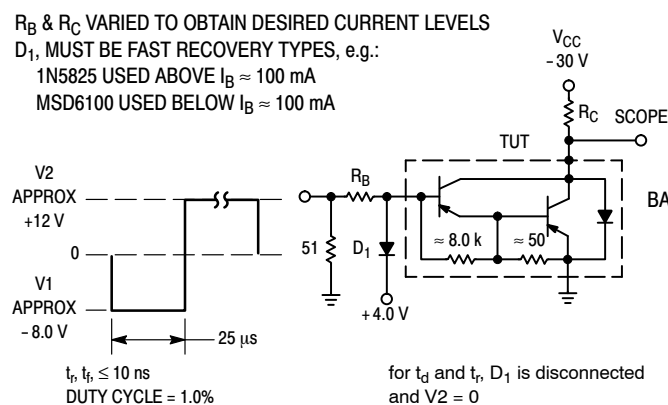 R_B & R_C VARIED TO OBTAIN DESIRED CURRENT LEVELS
D_1, MUST BE FAST RECOVERY TYPES, e.g.:
1N5825 USED ABOVE I_B ≈ 100 mA
MSD6100 USED BELOW I_B ≈ 100 mA
V_CC
- 30 V
R_C
SCOPE
TUT
V2
APPROX
+12 V
0
V1
APPROX
- 8.0 V
25 μs
R_B
51
D_1
+ 4.0 V
≈ 8.0 k
≈ 50
BA
t_r, t_f, ≤ 10 ns
DUTY CYCLE = 1.0%
for t_d and t_r, D_1 is disconnected
and V2 = 0